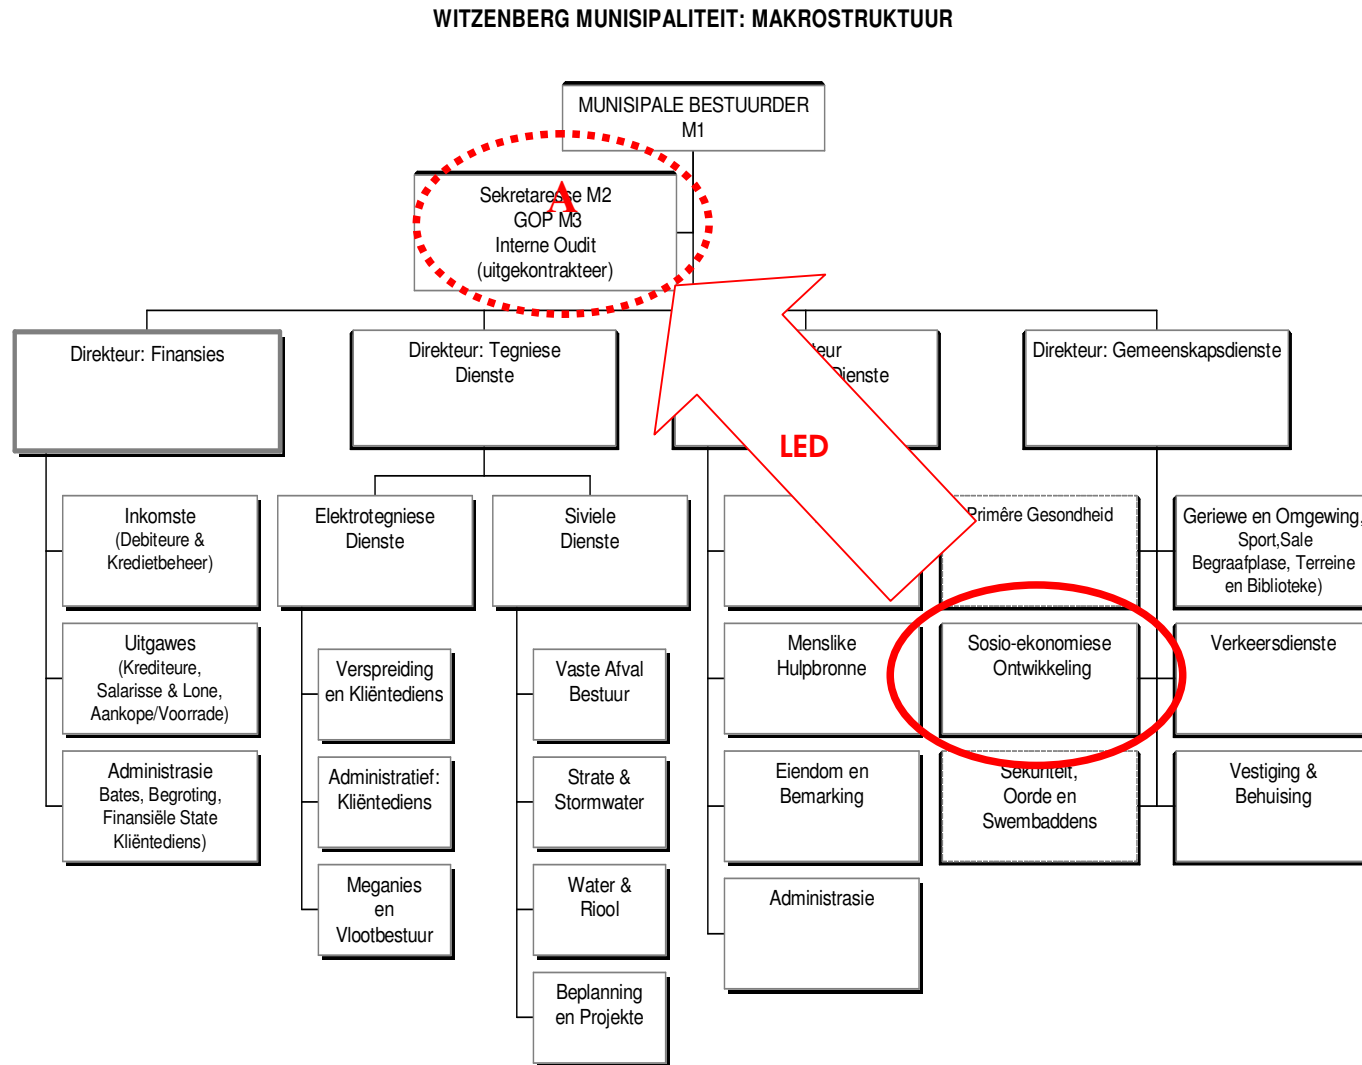 WITZENBERG MUNISIPALITEIT: MAKROSTRUKTUUR
MUNISIPALE BESTUURDER
M1
A
Sekretaresse M2
GOP M3
Interne Oudit
(uitgekontrakteer)
Direkteur: Finansies
Direkteur: Tegniese
Dienste
Dienste
Direkteur: Gemeenskapsdienste
LED
Inkomste
(Debiteure &
Kredietbeheer)
Uitgawes
(Krediteure,
Salarisse & Lone,
Aankope/Voorrade)
Administrasie
Bates, Begroting,
Finansiële State
Kliëntediens)
Elektrotegniese
Dienste
Verspreiding
en Kliëntediens
Administratief:
Kliëntediens
Meganies
en
Vlootbestuur
Siviele
Dienste
Vaste Afval
Bestuur
Strate &
Stormwater
Water &
Riool
Beplanning
en Projekte
Menslike
Hulpbronne
Eiendom en
Bemarking
Administrasie
Primêre Gesondheid
Sosio-ekonomiese
Ontwikkeling
Sekuriteit,
Oorde en
Swembaddens
Geriewe en Omgewing,
Sport,Sale
Begraafplase, Terreine
en Biblioteke)
Verkeersdienste
Vestiging &
Behuising